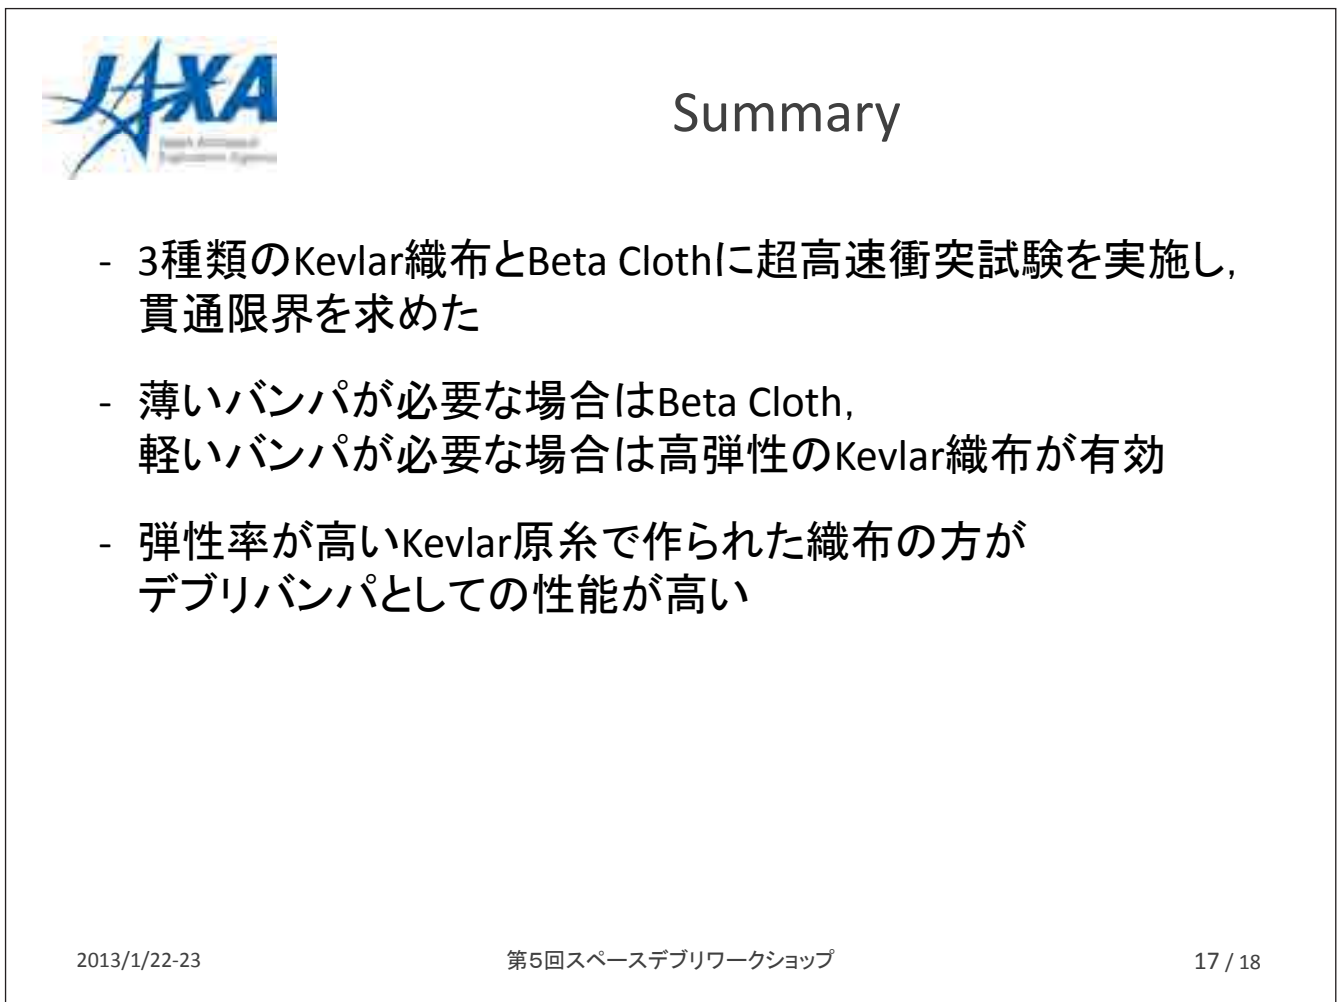 JAXA
Summary
- 3種類のKevlar織布とBeta Clothに超高速衝突試験を実施し,
貫通限界を求めた
- 薄いバンパが必要な場合はBeta Cloth,
軽いバンパが必要な場合は高弾性のKevlar織布が有効
- 弾性率が高いKevlar原糸で作られた織布の方が
デブリバンパとしての性能が高い
2013/1/22-23
第5回スペースデブリワークショップ
17 / 18